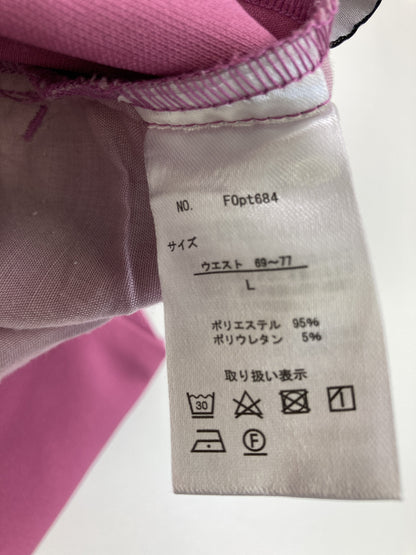 NO. FOpt684
サイズ
ウエスト 69～77
L
ポリエステル 95%
ポリウレタン 5%
取り扱い表示
30
F